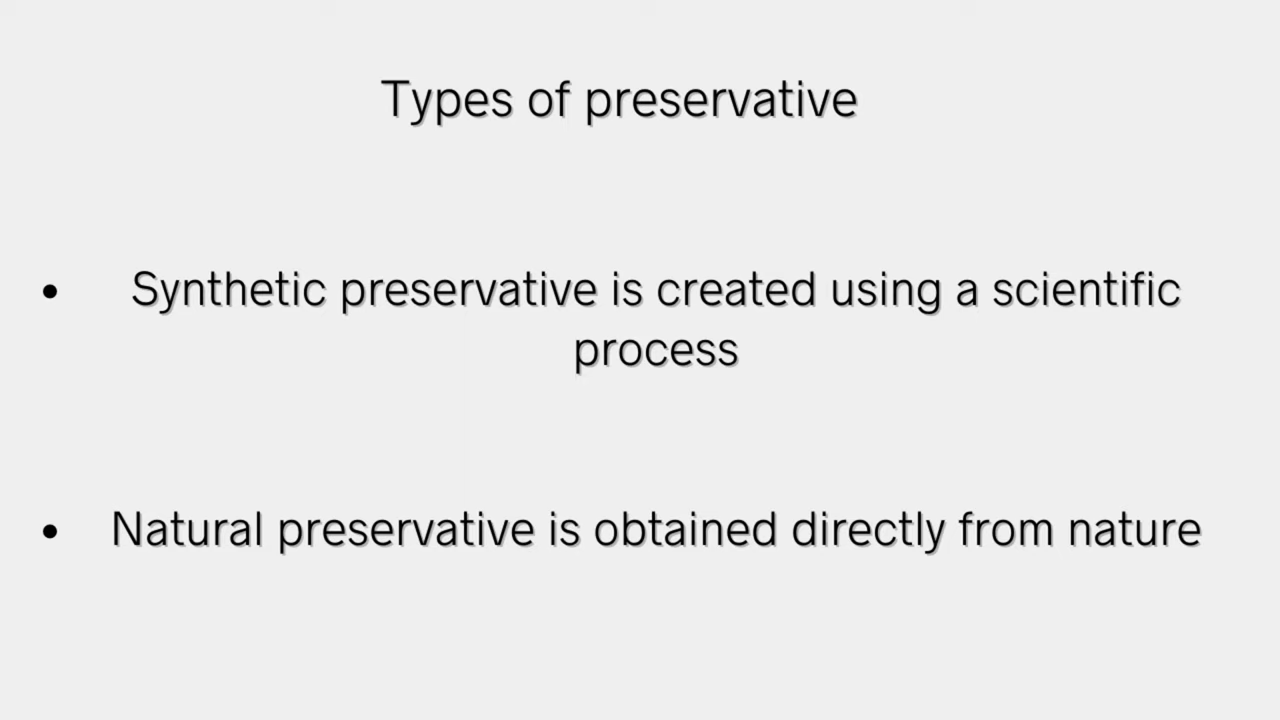 Types of preservative
• Synthetic preservative is created using a scientific
process
• Natural preservative is obtained directly from nature